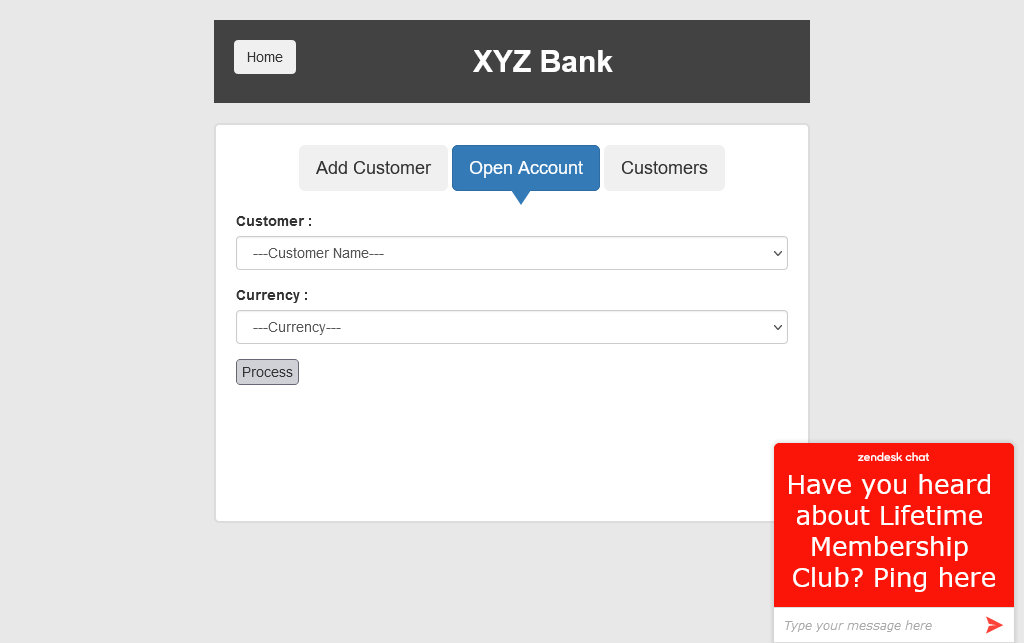 Home
XYZ Bank
Add Customer
Open Account
Customers
Customer :
---Customer Name---
Currency :
---Currency---
Process
zendesk chat
Have you heard
about Lifetime
Membership
Club? Ping here
Type your message here